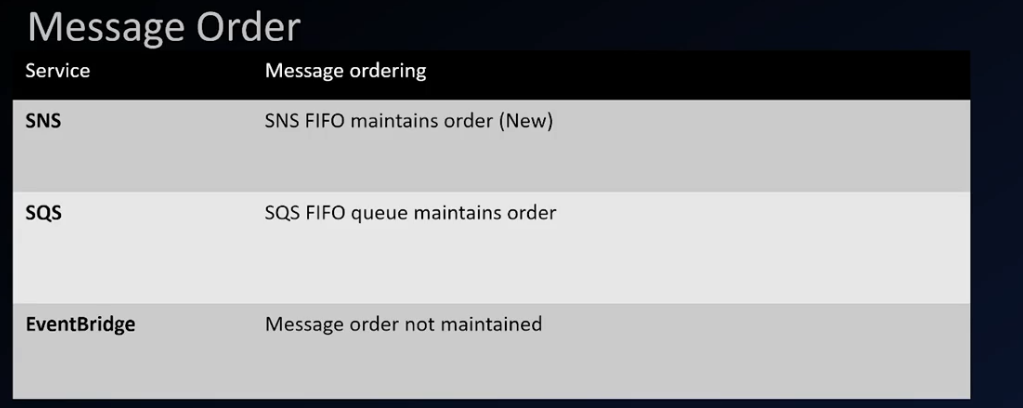 Message Order
Service Message ordering
SNS SNS FIFO maintains order (New)
SQS SQS FIFO queue maintains order
EventBridge Message order not maintained